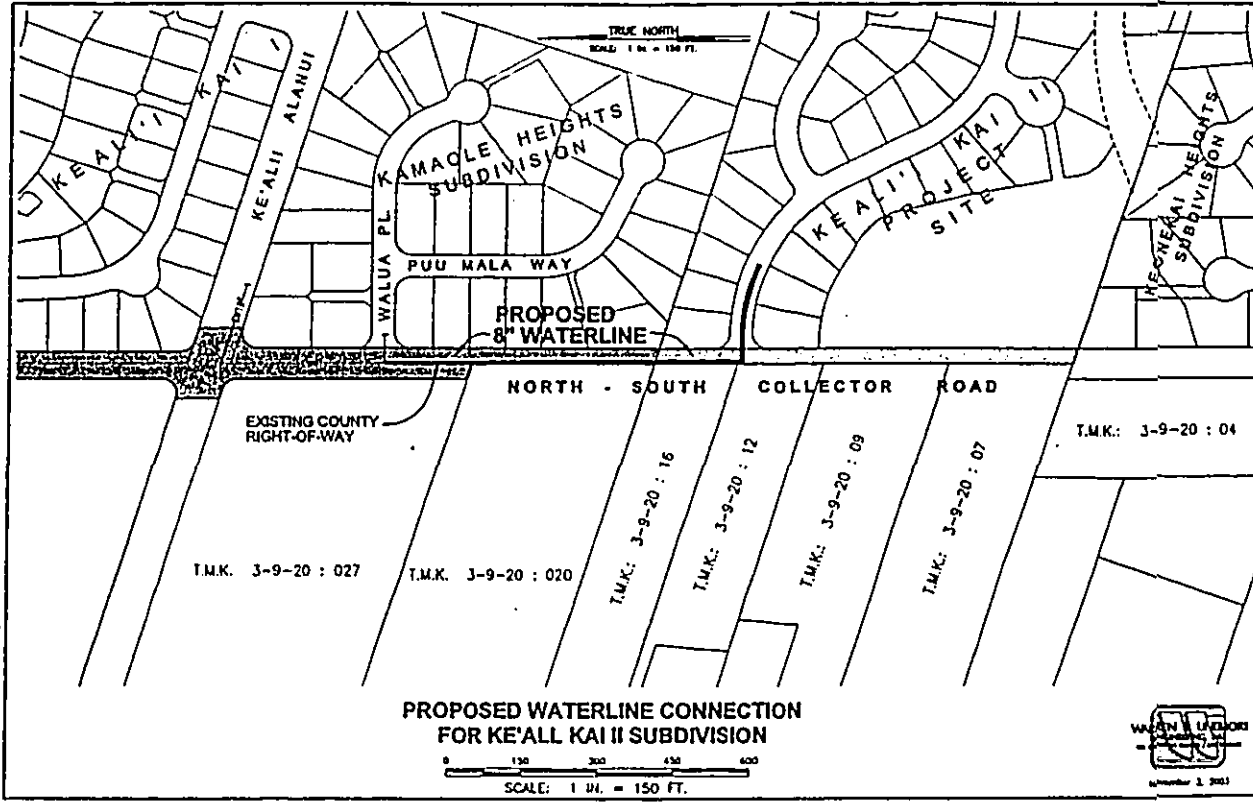 TRUE NORTH
SCALE: 1 in. = 150 FT.
KE'ALI'I KAI I
KE'ALII ALANUI
KAMAOLE HEIGHTS
SUBDIVISION
WALUA PL.
PUU MALA WAY
KEALI'I KAI II
PROJECT
SITE
KEONEKAI HEIGHTS
SUBDIVISION
PROPOSED
8" WATERLINE
NORTH - SOUTH COLLECTOR ROAD
EXISTING COUNTY
RIGHT-OF-WAY
T.M.K. 3-9-20 : 027
T.M.K. 3-9-20 : 020
T.M.K.: 3-9-20 : 16
T.M.K.: 3-9-20 : 12
T.M.K.: 3-9-20 : 09
T.M.K.: 3-9-20 : 07
T.M.K.: 3-9-20 : 04
PROPOSED WATERLINE CONNECTION
FOR KE'ALL KAI II SUBDIVISION
0 150 300 450 600
SCALE: 1 IN. = 150 FT.